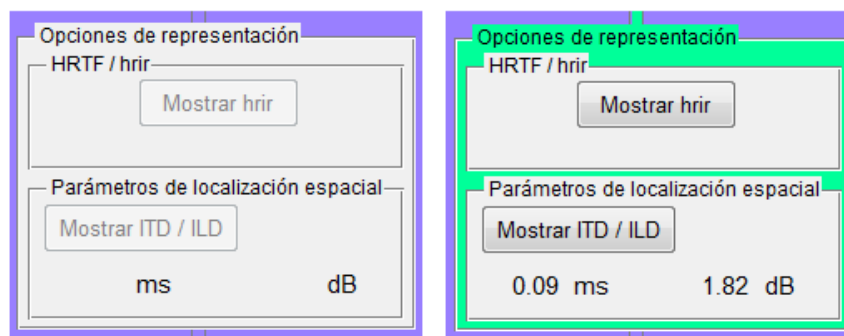 Opciones de representación
HRTF / hrir
Mostrar hrir
Parámetros de localización espacial
Mostrar ITD / ILD
ms dB
Opciones de representación
HRTF / hrir
Mostrar hrir
Parámetros de localización espacial
Mostrar ITD / ILD
0.09 ms 1.82 dB